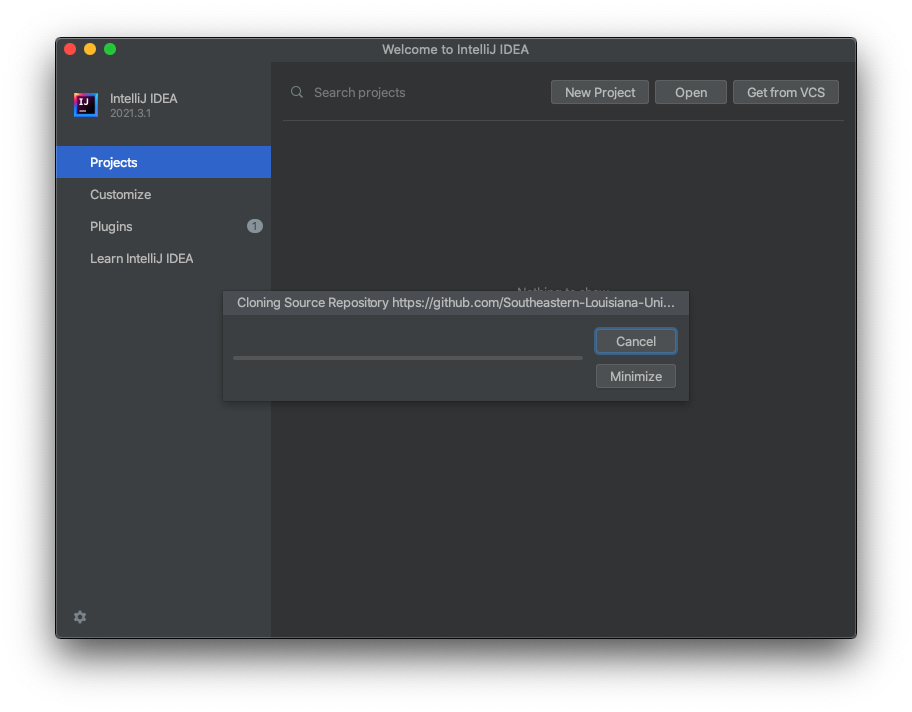 Welcome to IntelliJ IDEA
IJ
IntelliJ IDEA
2021.3.1
Search projects
New Project
Open
Get from VCS
Projects
Customize
Plugins
1
Learn IntelliJ IDEA
Nothing to show
Cloning Source Repository https://github.com/Southeastern-Louisiana-Uni...
Cancel
Minimize